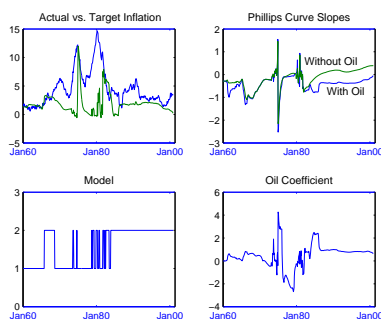 Actual vs. Target Inflation
15
10
5
0
−5
Jan60 Jan80 Jan00
Phillips Curve Slopes
2
1
0
−1
−2
−3
Without Oil
With Oil
Jan60 Jan80 Jan00
Model
3
2
1
0
Jan60 Jan80 Jan00
Oil Coefficient
6
4
2
0
−2
−4
Jan60 Jan80 Jan00